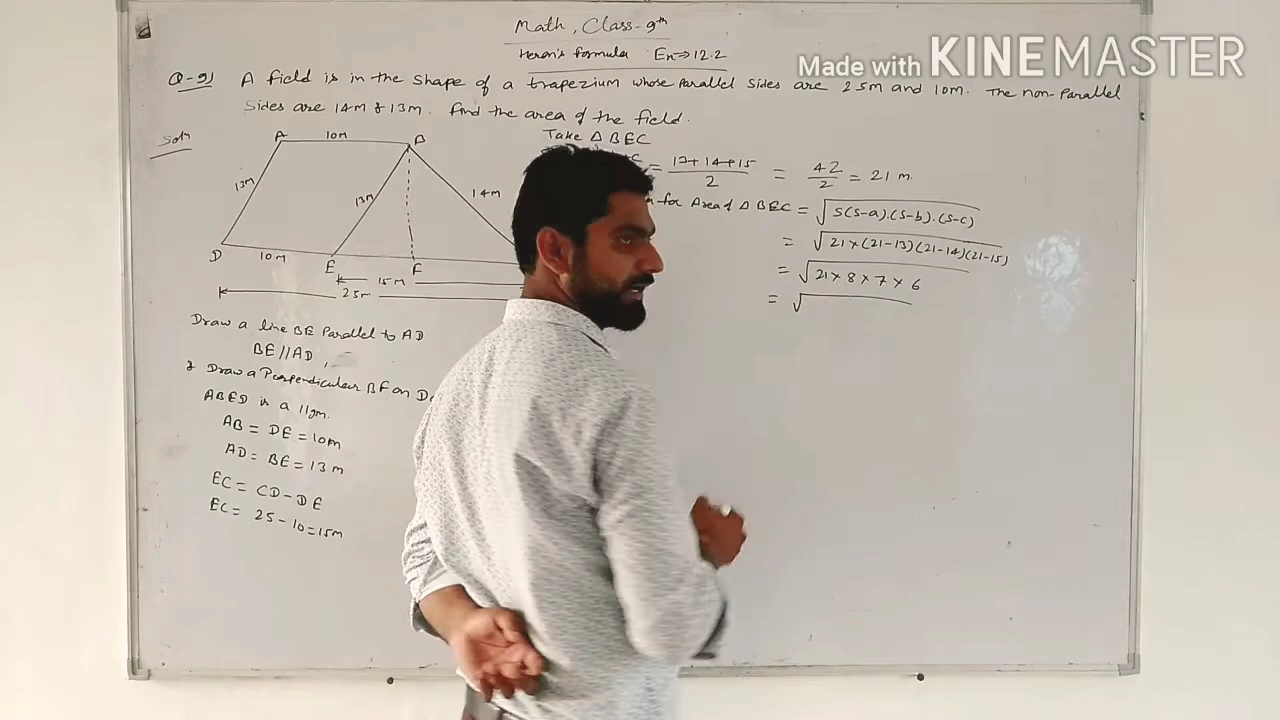 Made with KINEMASTER
Math, Class-9th
Heron's formula Ex⇒12.2
Q-9) A field is in the shape of a trapezium whose Parallel sides are 25m and 10m. The non-Parallel
Sides are 14m & 13m. Find the area of the field.
Soln
A 10m B
13m 13m 14m
D 10m E F
15m
25m
Draw a line BE Parallel to AD
BE//AD,
& Draw a Perpendicular BF on
ABED is a 11gm.
AB = DE = 10m
AD = BE = 13m
EC = CD-DE
EC = 25-10=15m
Take △BEC
= 13+14+15/2 = 42/2 = 21 m.
for Area of △BEC = √s(s-a).(s-b).(s-c)
= √21×(21-13)(21-14)(21-15)
= √21×8×7×6
= √